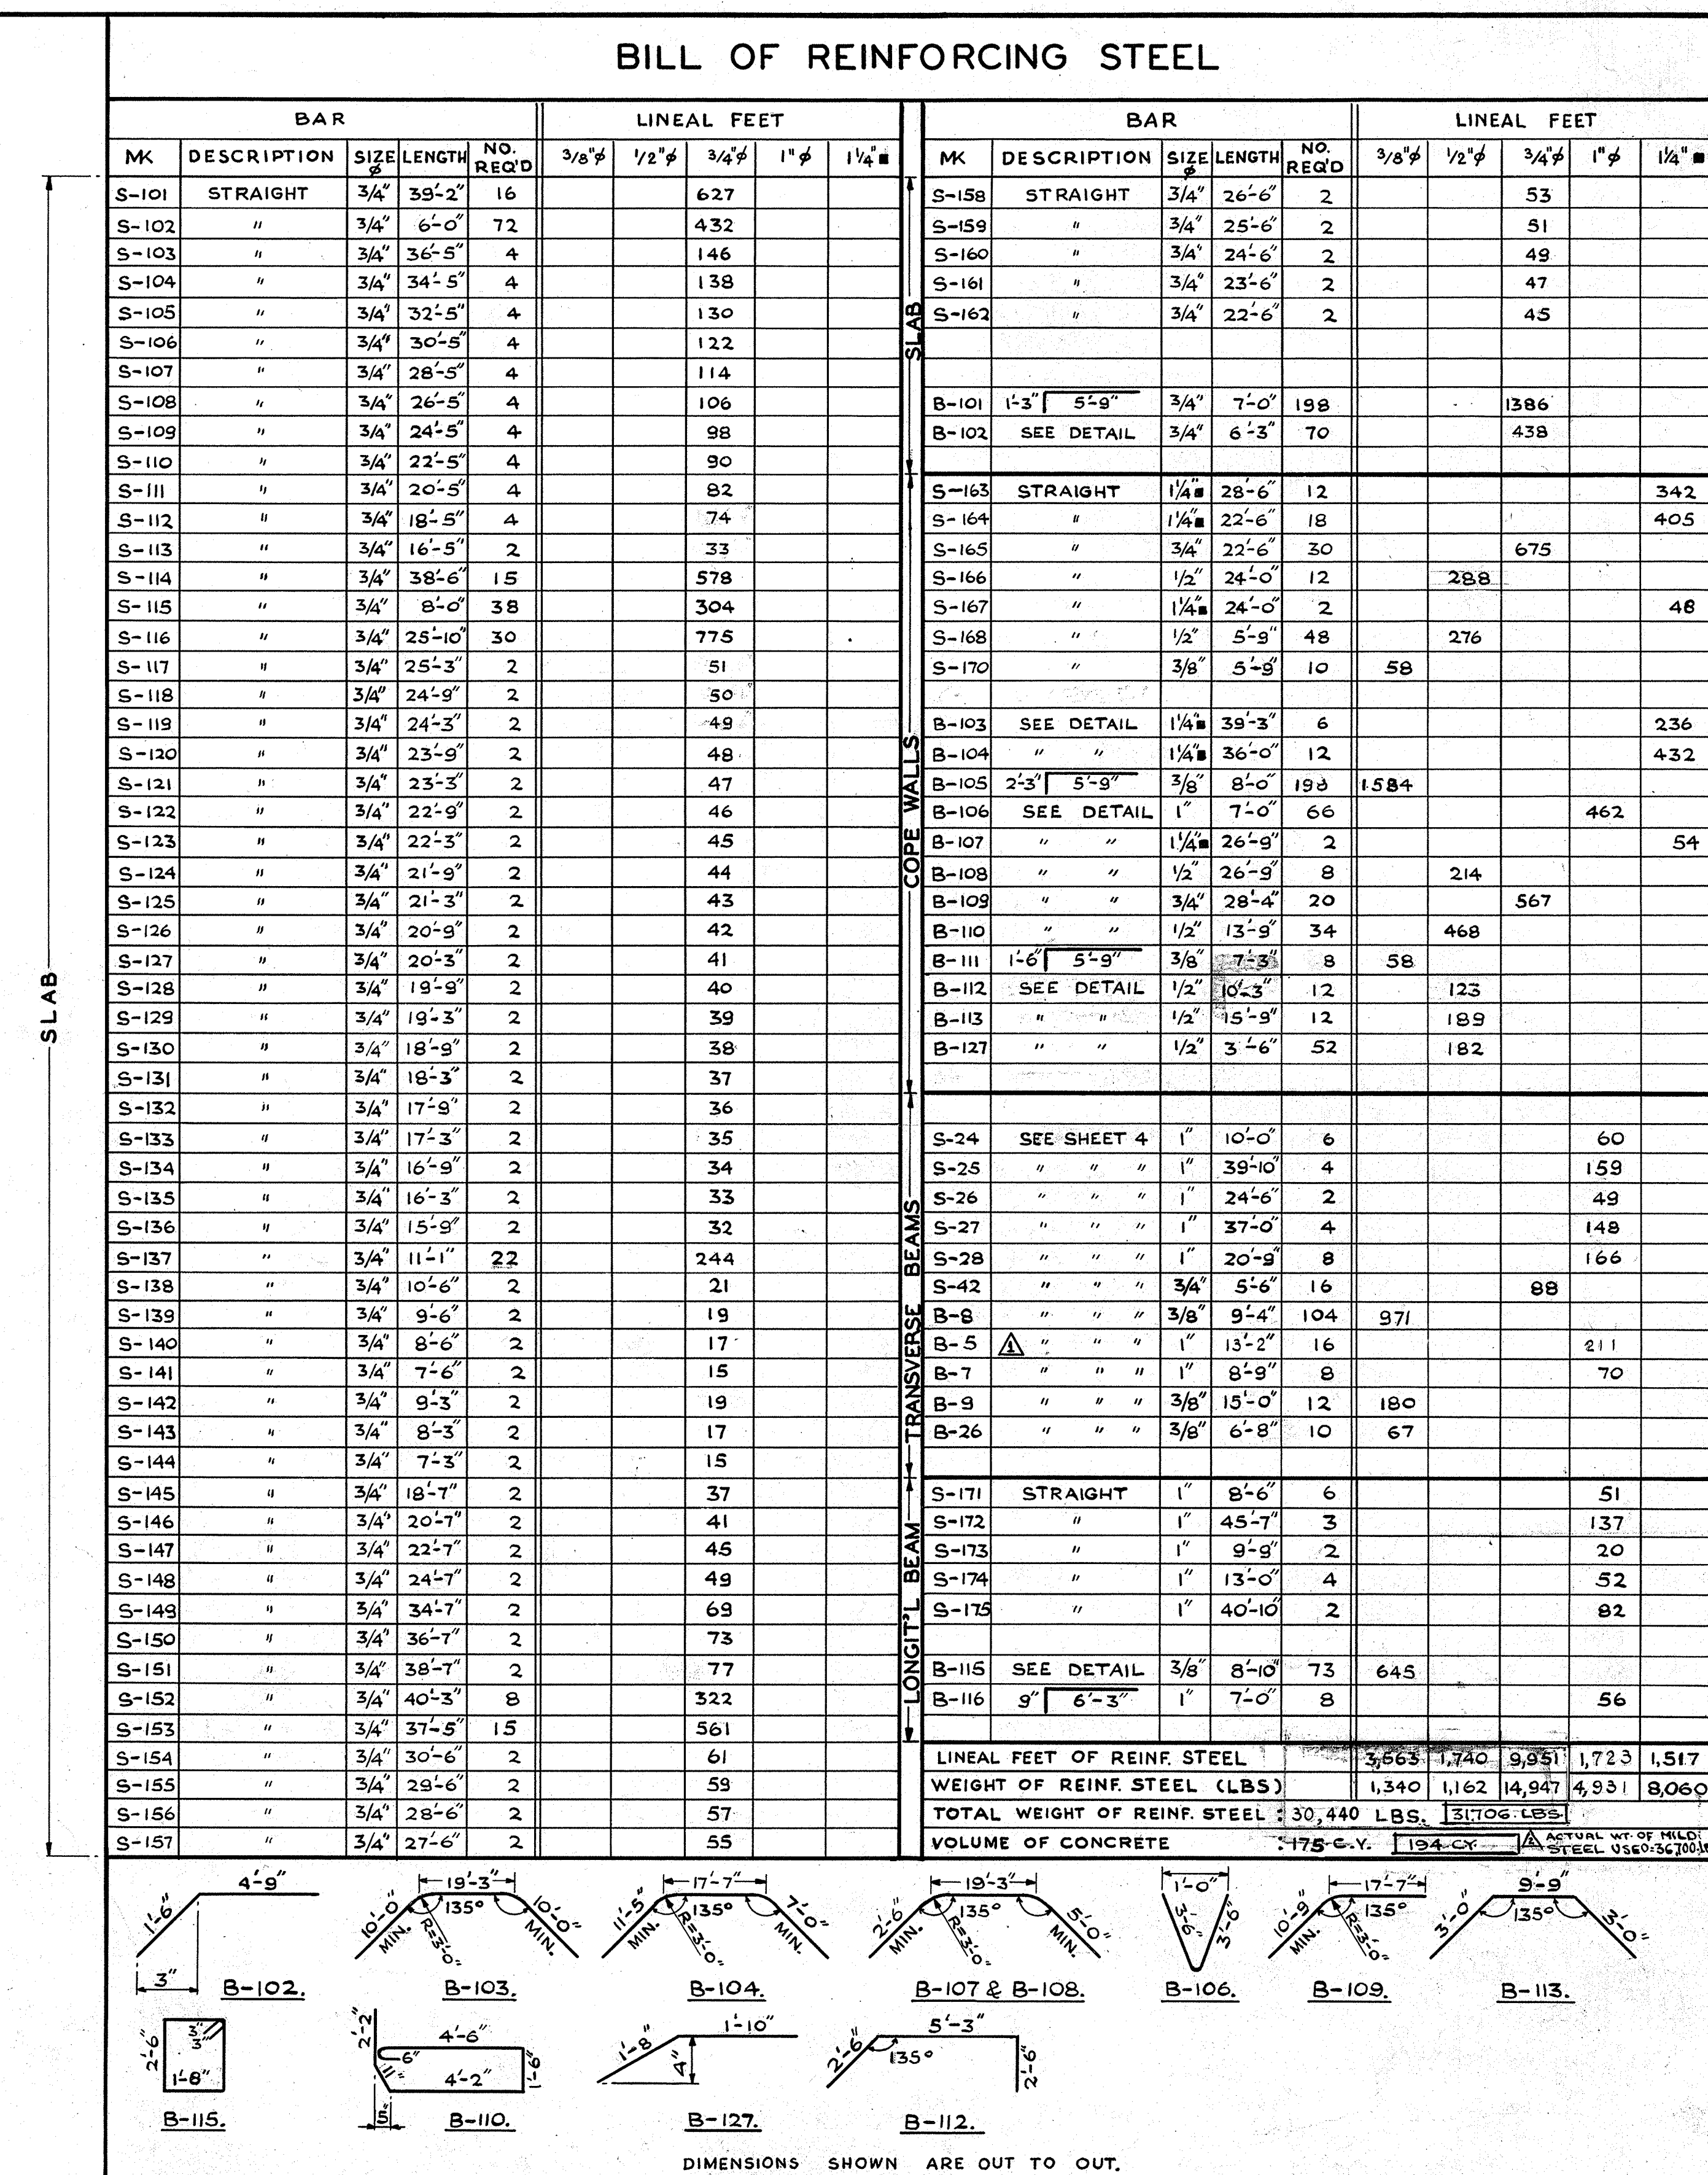 BILL OF REINFORCING STEEL
BAR LINEAL FEET
MK DESCRIPTION SIZE φ LENGTH NO. REQ'D 3/8"φ 1/2"φ 3/4"φ 1"φ 1 1/4"■
SLAB
S-101 STRAIGHT 3/4" 39'-2" 16 627
S-102 " 3/4" 6'-0" 72 432
S-103 " 3/4" 36'-5" 4 146
S-104 " 3/4" 34'-5" 4 138
S-105 " 3/4" 32'-5" 4 130
S-106 " 3/4" 30'-5" 4 122
S-107 " 3/4" 28'-5" 4 114
S-108 " 3/4" 26'-5" 4 106
S-109 " 3/4" 24'-5" 4 98
S-110 " 3/4" 22'-5" 4 90
S-111 " 3/4" 20'-5" 4 82
S-112 " 3/4" 18'-5" 4 74
S-113 " 3/4" 16'-5" 2 33
S-114 " 3/4" 38'-6" 15 578
S-115 " 3/4" 8'-0" 38 304
S-116 " 3/4" 25'-10" 30 775
S-117 " 3/4" 25'-3" 2 51
S-118 " 3/4" 24'-9" 2 50
S-119 " 3/4" 24'-3" 2 49
S-120 " 3/4" 23'-9" 2 48
S-121 " 3/4" 23'-3" 2 47
S-122 " 3/4" 22'-9" 2 46
S-123 " 3/4" 22'-3" 2 45
S-124 " 3/4" 21'-9" 2 44
S-125 " 3/4" 21'-3" 2 43
S-126 " 3/4" 20'-9" 2 42
S-127 " 3/4" 20'-3" 2 41
S-128 " 3/4" 19'-9" 2 40
S-129 " 3/4" 19'-3" 2 39
S-130 " 3/4" 18'-9" 2 38
S-131 " 3/4" 18'-3" 2 37
S-132 " 3/4" 17'-9" 2 36
S-133 " 3/4" 17'-3" 2 35
S-134 " 3/4" 16'-9" 2 34
S-135 " 3/4" 16'-3" 2 33
S-136 " 3/4" 15'-9" 2 32
S-137 " 3/4" 11'-1" 22 244
S-138 " 3/4" 10'-6" 2 21
S-139 " 3/4" 9'-6" 2 19
S-140 " 3/4" 8'-6" 2 17
S-141 " 3/4" 7'-6" 2 15
S-142 " 3/4" 9'-3" 2 19
S-143 " 3/4" 8'-3" 2 17
S-144 " 3/4" 7'-3" 2 15
S-145 " 3/4" 18'-7" 2 37
S-146 " 3/4" 20'-7" 2 41
S-147 " 3/4" 22'-7" 2 45
S-148 " 3/4" 24'-7" 2 49
S-149 " 3/4" 34'-7" 2 69
S-150 " 3/4" 36'-7" 2 73
S-151 " 3/4" 38'-7" 2 77
S-152 " 3/4" 40'-3" 8 322
S-153 " 3/4" 37'-5" 15 561
S-154 " 3/4" 30'-6" 2 61
S-155 " 3/4" 29'-6" 2 59
S-156 " 3/4" 28'-6" 2 57
S-157 " 3/4" 27'-6" 2 55
BAR LINEAL FEET
MK DESCRIPTION SIZE φ LENGTH NO. REQ'D 3/8"φ 1/2"φ 3/4"φ 1"φ 1 1/4"■
SLAB
S-158 STRAIGHT 3/4" 26'-6" 2 53
S-159 " 3/4" 25'-6" 2 51
S-160 " 3/4" 24'-6" 2 49
S-161 " 3/4" 23'-6" 2 47
S-162 " 3/4" 22'-6" 2 45
B-101 1'-3" 5'-9" 3/4" 7'-0" 198 1386
B-102 SEE DETAIL 3/4" 6'-3" 70 438
COPE WALLS
S-163 STRAIGHT 1 1/4"■ 28'-6" 12 342
S-164 " 1 1/4"■ 22'-6" 18 405
S-165 " 3/4" 22'-6" 30 675
S-166 " 1/2" 24'-0" 12 288
S-167 " 1 1/4"■ 24'-0" 2 48
S-168 " 1/2" 5'-9" 48 276
S-170 " 3/8" 5'-9" 10 58
B-103 SEE DETAIL 1 1/4"■ 39'-3" 6 236
B-104 " " 1 1/4"■ 36'-0" 12 432
B-105 2'-3" 5'-9" 3/8" 8'-0" 198 1584
B-106 SEE DETAIL 1" 7'-0" 66 462
B-107 " " 1 1/4"■ 26'-9" 2 54
B-108 " " 1/2" 26'-9" 8 214
B-109 " " 3/4" 28'-4" 20 567
B-110 " " 1/2" 13'-9" 34 468
B-111 1'-6" 5'-9" 3/8" 7'-3" 8 58
B-112 SEE DETAIL 1/2" 10'-3" 12 123
B-113 " " 1/2" 15'-9" 12 189
B-127 " " 1/2" 3'-6" 52 182
TRANSVERSE BEAMS
S-24 SEE SHEET 4 1" 10'-0" 6 60
S-25 " " " 1" 39'-10" 4 159
S-26 " " " 1" 24'-6" 2 49
S-27 " " " 1" 37'-0" 4 148
S-28 " " " 1" 20'-9" 8 166
S-42 " " " 3/4" 5'-6" 16 88
B-8 " " " 3/8" 9'-4" 104 971
B-5 1 " " " 1" 13'-2" 16 211
B-7 " " " 1" 8'-9" 8 70
B-9 " " " 3/8" 15'-0" 12 180
B-26 " " " 3/8" 6'-8" 10 67
LONGIT'L BEAM
S-171 STRAIGHT 1" 8'-6" 6 51
S-172 " 1" 45'-7" 3 137
S-173 " 1" 9'-9" 2 20
S-174 " 1" 13'-0" 4 52
S-175 " 1" 40'-10" 2 82
B-115 SEE DETAIL 3/8" 8'-10" 73 645
B-116 9" 6'-3" 1" 7'-0" 8 56
LINEAL FEET OF REINF. STEEL 3,563 1,740 9,951 1,723 1,517
WEIGHT OF REINF. STEEL (LBS) 1,340 1,162 14,947 4,931 8,060
TOTAL WEIGHT OF REINF. STEEL : 30,440 LBS. 31706 LBS.
VOLUME OF CONCRETE : 175 C.Y. 194 CY.
ACTUAL WT. OF MILD
STEEL USED=36,700
4'-9" 1'-6" 3" B-102.
19'-3" 10'-0" MIN. R=3'-0" 135° 10'-0" MIN. B-103.
17'-7" 11'-5" MIN. R=3'-0" 135° 7'-0" MIN. B-104.
19'-3" 2'-6" MIN. R=3'-0" 135° 5'-0" MIN. B-107 & B-108.
1'-0" 3'-6" 3'-6" B-106.
17'-7" 10'-9" MIN. R=3'-0" 135° B-109.
9'-9" 3'-0" 135° 3'-0" B-113.
2'-6" 3" 3" 1'-8" B-115.
2'-2" 4'-6" 6" 11" 4'-2" 1'-6" 5" B-110.
1'-8" 1'-10" 4" B-127.
2'-6" 5'-3" 135° 2'-6" B-112.
DIMENSIONS SHOWN ARE OUT TO OUT.